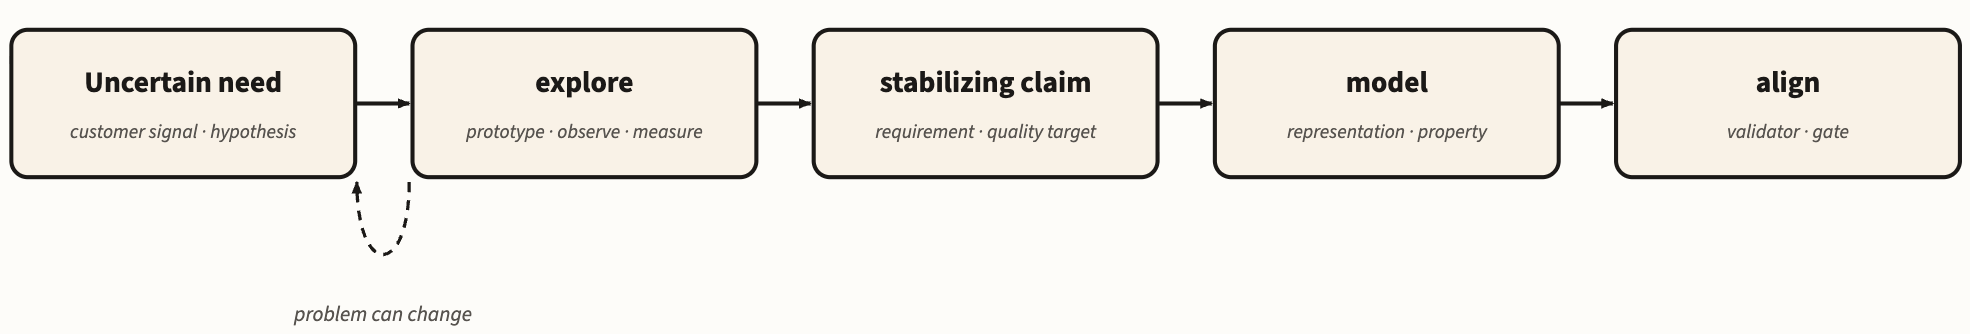 Uncertain need
customer signal · hypothesis
explore
prototype · observe · measure
stabilizing claim
requirement · quality target
model
representation · property
align
validator · gate
problem can change